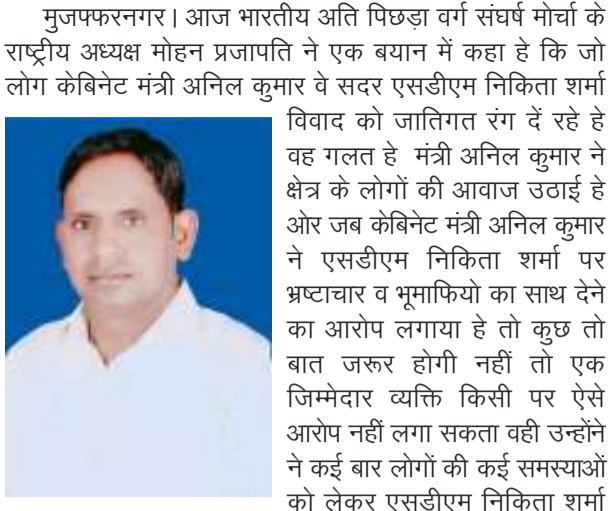 मुजफ्फरनगर। आज भारतीय अति पिछड़ा वर्ग संघर्ष मोर्चा के
राष्ट्रीय अध्यक्ष मोहन प्रजापति ने एक बयान में कहा हे कि जो
लोग केबिनेट मंत्री अनिल कुमार वे सदर एसडीएम निकिता शर्मा
विवाद को जातिगत रंग दें रहे हे
वह गलत हे मंत्री अनिल कुमार ने
क्षेत्र के लोगों की आवाज उठाई हे
ओर जब केबिनेट मंत्री अनिल कुमार
ने एसडीएम निकिता शर्मा पर
भ्रष्टाचार व भूमाफियो का साथ देने
का आरोप लगाया हे तो कुछ तो
बात जरूर होगी नहीं तो एक
जिम्मेदार व्यक्ति किसी पर ऐसे
आरोप नहीं लगा सकता वही उन्होंने
ने कई बार लोगों की कई समस्याओं
को लेकर एसडीएम निकिता शर्मा